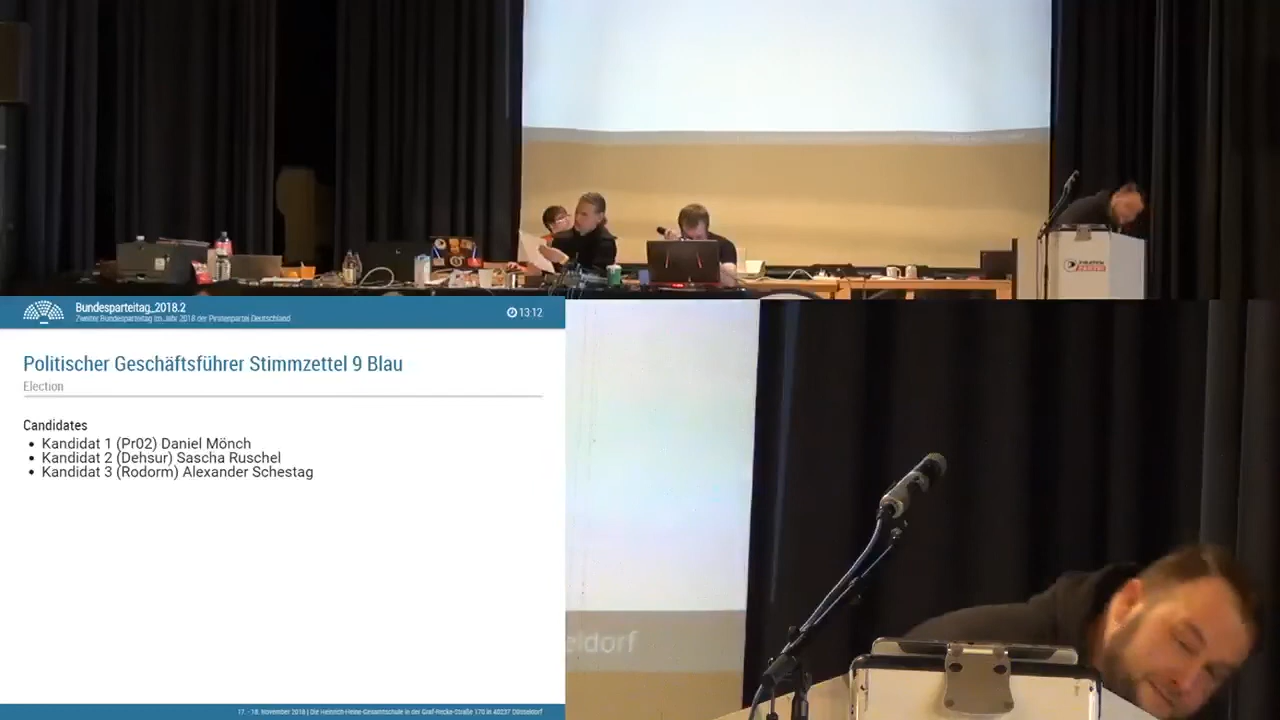 PIRATEN
PARTEI
Bundesparteitag_2018.2
Zweiter Bundesparteitag im Jahr 2018 der Piratenpartei Deutschland
13:12
Politischer Geschäftsführer Stimmzettel 9 Blau
Election
Candidates
Kandidat 1 (Pr02) Daniel Mönch
Kandidat 2 (Dehsur) Sascha Ruschel
Kandidat 3 (Rodorm) Alexander Schestag
eldorf
17. - 18. November 2018 | Die Heinrich-Heine-Gesamtschule in der Graf-Recke-Straße 170 in 40237 Düsseldorf